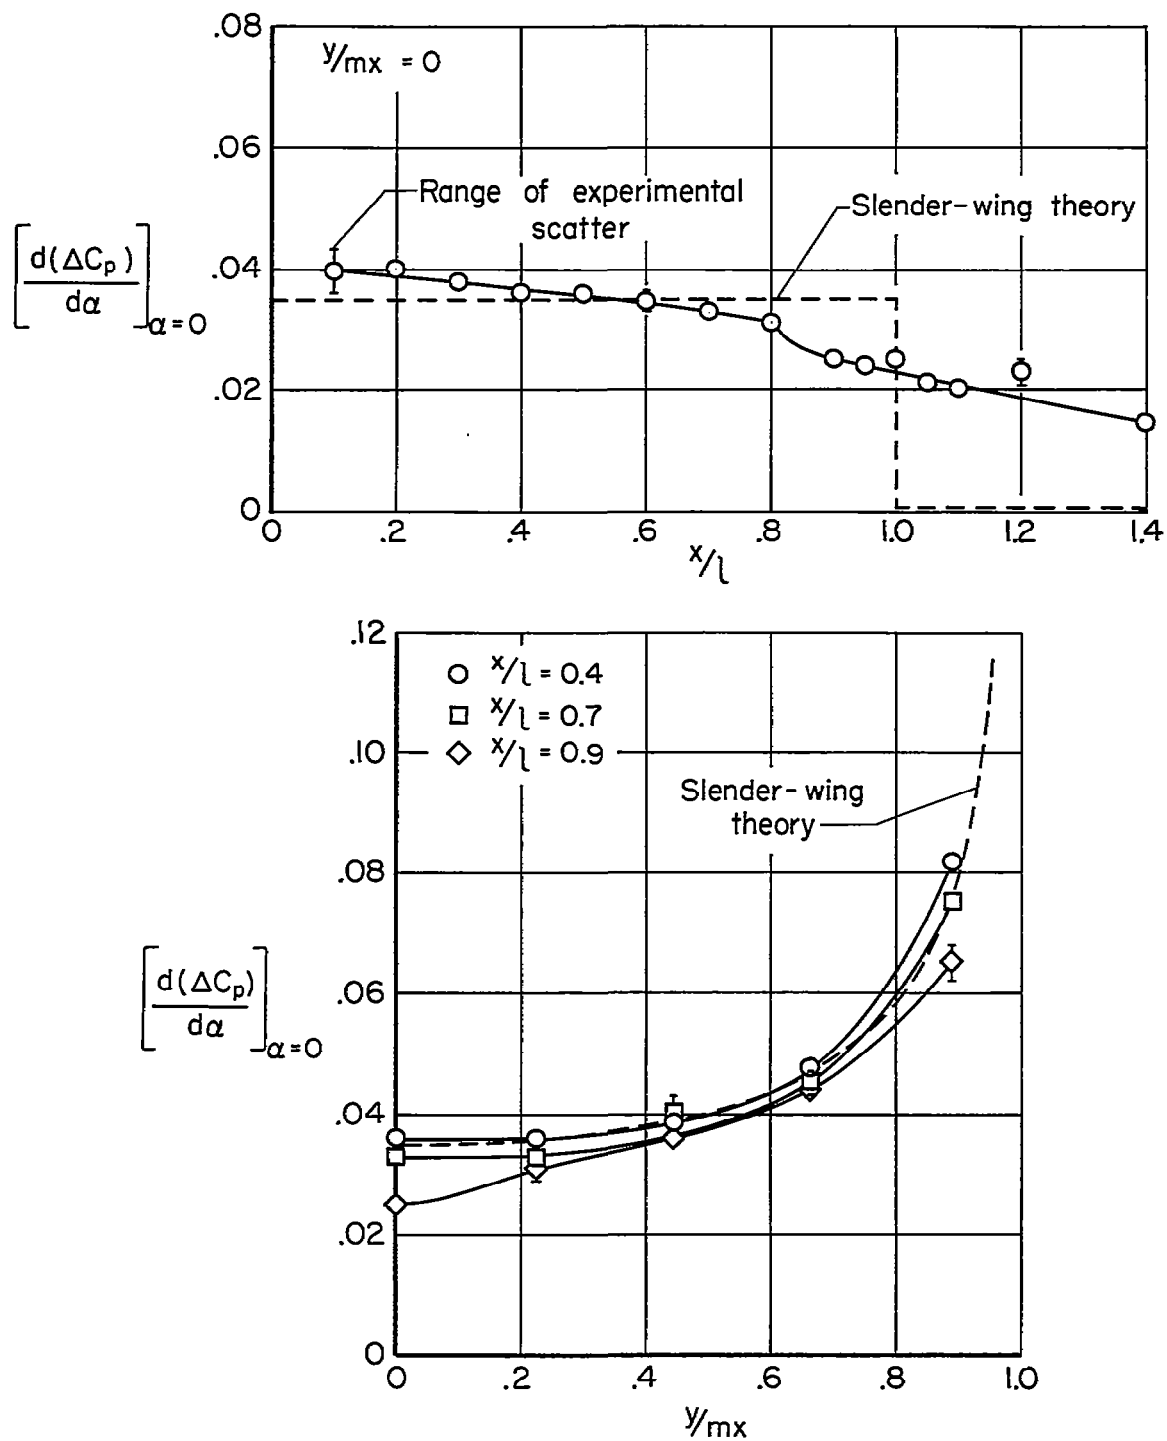 .08
y/mx = 0
.06
Range of experimental
scatter
Slender-wing theory
[d(ΔCp)/dα]α=0
.04
.02
0
0 .2 .4 .6 .8 1.0 1.2 1.4
x/l
.12
○ x/l = 0.4
□ x/l = 0.7
◇ x/l = 0.9
.10
Slender-wing
theory
.08
[d(ΔCp)/dα]α=0
.06
.04
.02
0
0 .2 .4 .6 .8 1.0
y/mx